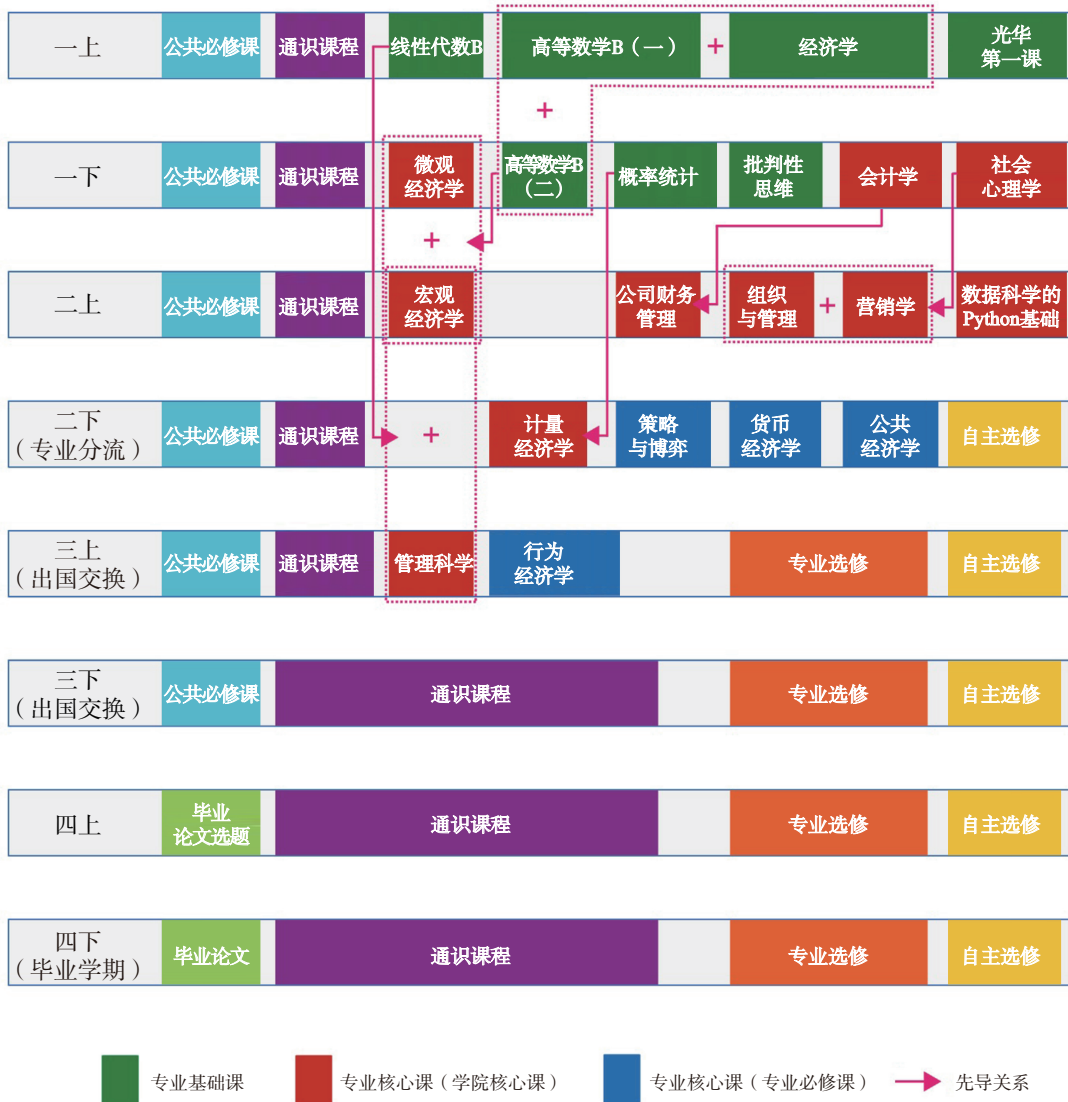 一上
公共必修课
通识课程
线性代数B
高等数学B（一）
+
经济学
光华
第一课
+
一下
公共必修课
通识课程
微观
经济学
高等数学B
（二）
概率统计
批判性
思维
会计学
社会
心理学
+
二上
公共必修课
通识课程
宏观
经济学
公司财务
管理
组织
与管理
+
营销学
数据科学的
Python基础
二下
（专业分流）
公共必修课
通识课程
+
计量
经济学
策略
与博弈
货币
经济学
公共
经济学
自主选修
三上
（出国交换）
公共必修课
通识课程
管理科学
行为
经济学
专业选修
自主选修
三下
（出国交换）
公共必修课
通识课程
专业选修
自主选修
四上
毕业
论文选题
通识课程
专业选修
自主选修
四下
（毕业学期）
毕业论文
通识课程
专业选修
自主选修
专业基础课
专业核心课（学院核心课）
专业核心课（专业必修课）
先导关系